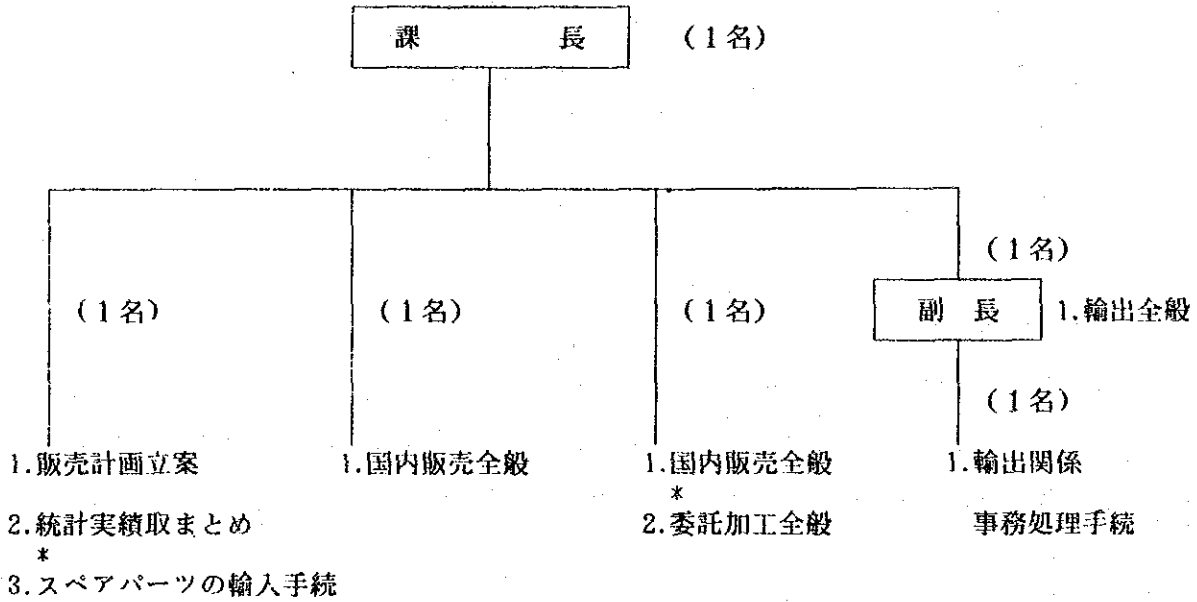 課 長 (1名)
(1名)
(1名) (1名) (1名) 副 長 1.輸出全般
(1名)
1.販売計画立案 1.国内販売全般 1.国内販売全般 1.輸出関係
*
2.統計実績取まとめ 2.委託加工全般 事務処理手続
*
3.スペアパーツの輸入手続